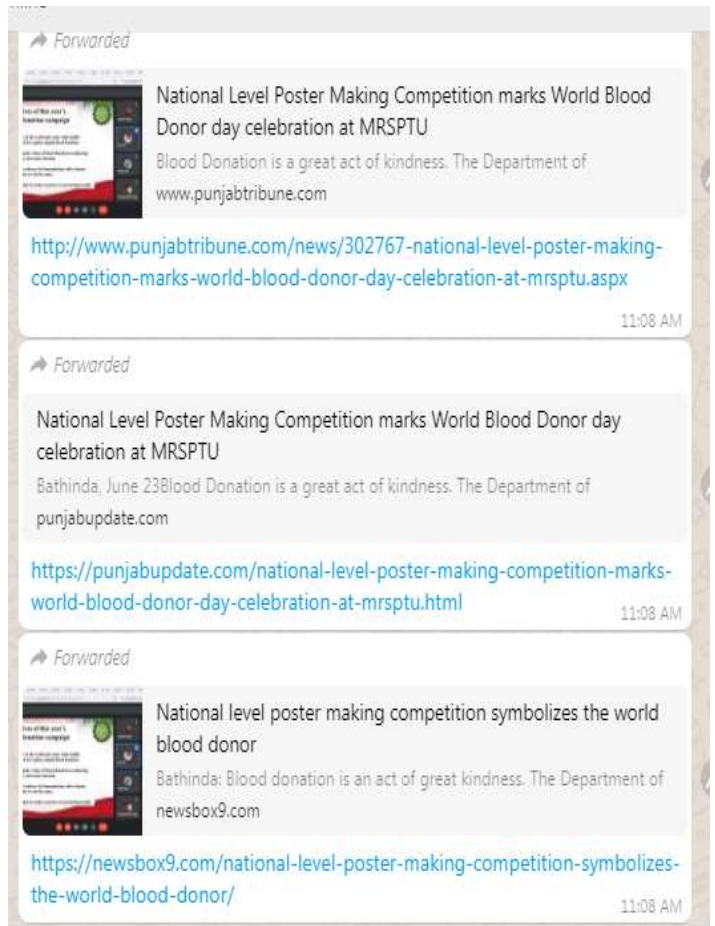 Forwarded
National Level Poster Making Competition marks World Blood
Donor day celebration at MRSPTU
Blood Donation is a great act of kindness. The Department of
www.punjabtribune.com
http://www.punjabtribune.com/news/302767-national-level-poster-making-
competition-marks-world-blood-donor-day-celebration-at-mrsptu.aspx
11:08 AM
Forwarded
National Level Poster Making Competition marks World Blood Donor day
celebration at MRSPTU
Bathinda, June 23Blood Donation is a great act of kindness. The Department of
punjabupdate.com
https://punjabupdate.com/national-level-poster-making-competition-marks-
world-blood-donor-day-celebration-at-mrsptu.html
11:08 AM
Forwarded
National level poster making competition symbolizes the world
blood donor
Bathinda: Blood donation is an act of great kindness. The Department of
newsbox9.com
https://newsbox9.com/national-level-poster-making-competition-symbolizes-
the-world-blood-donor/
11:08 AM